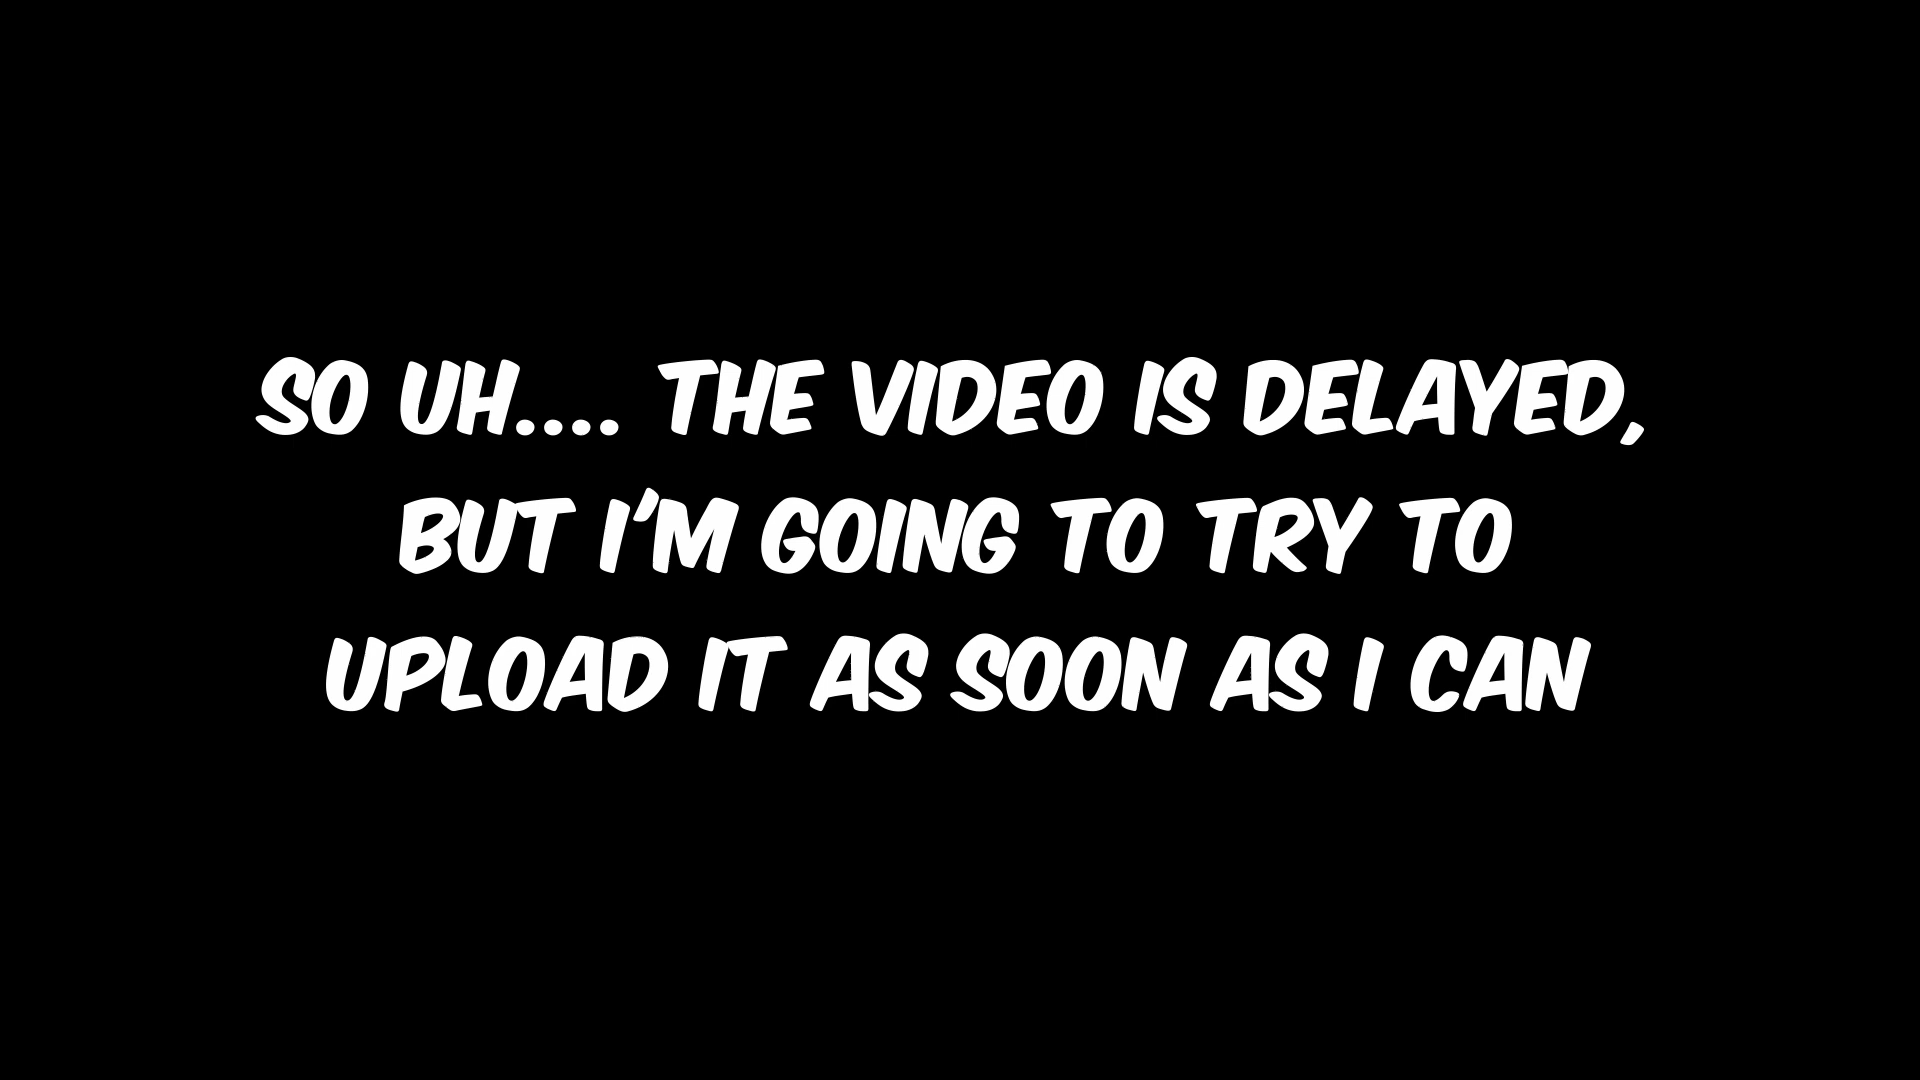 SO UH.... THE VIDEO IS DELAYED,
BUT I'M GOING TO TRY TO
UPLOAD IT AS SOON AS I CAN